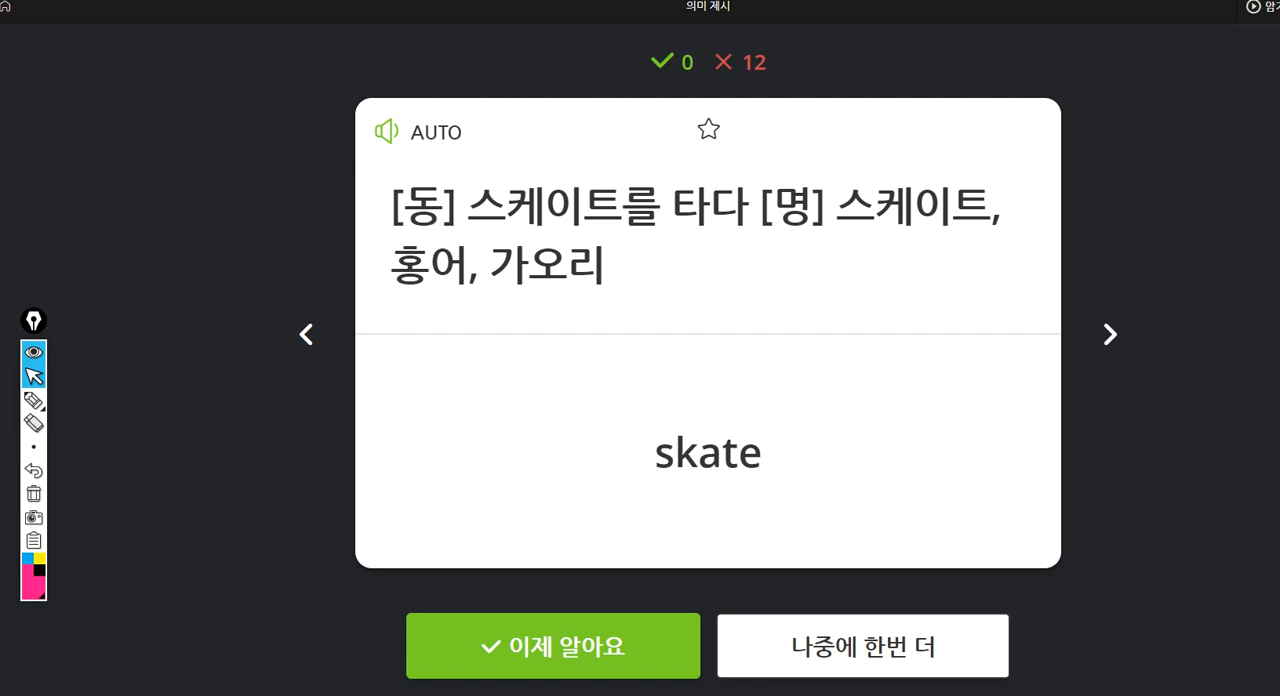 의미 제시
0 12
AUTO
[동] 스케이트를 타다 [명] 스케이트,
홍어, 가오리
skate
이제 알아요
나중에 한번 더